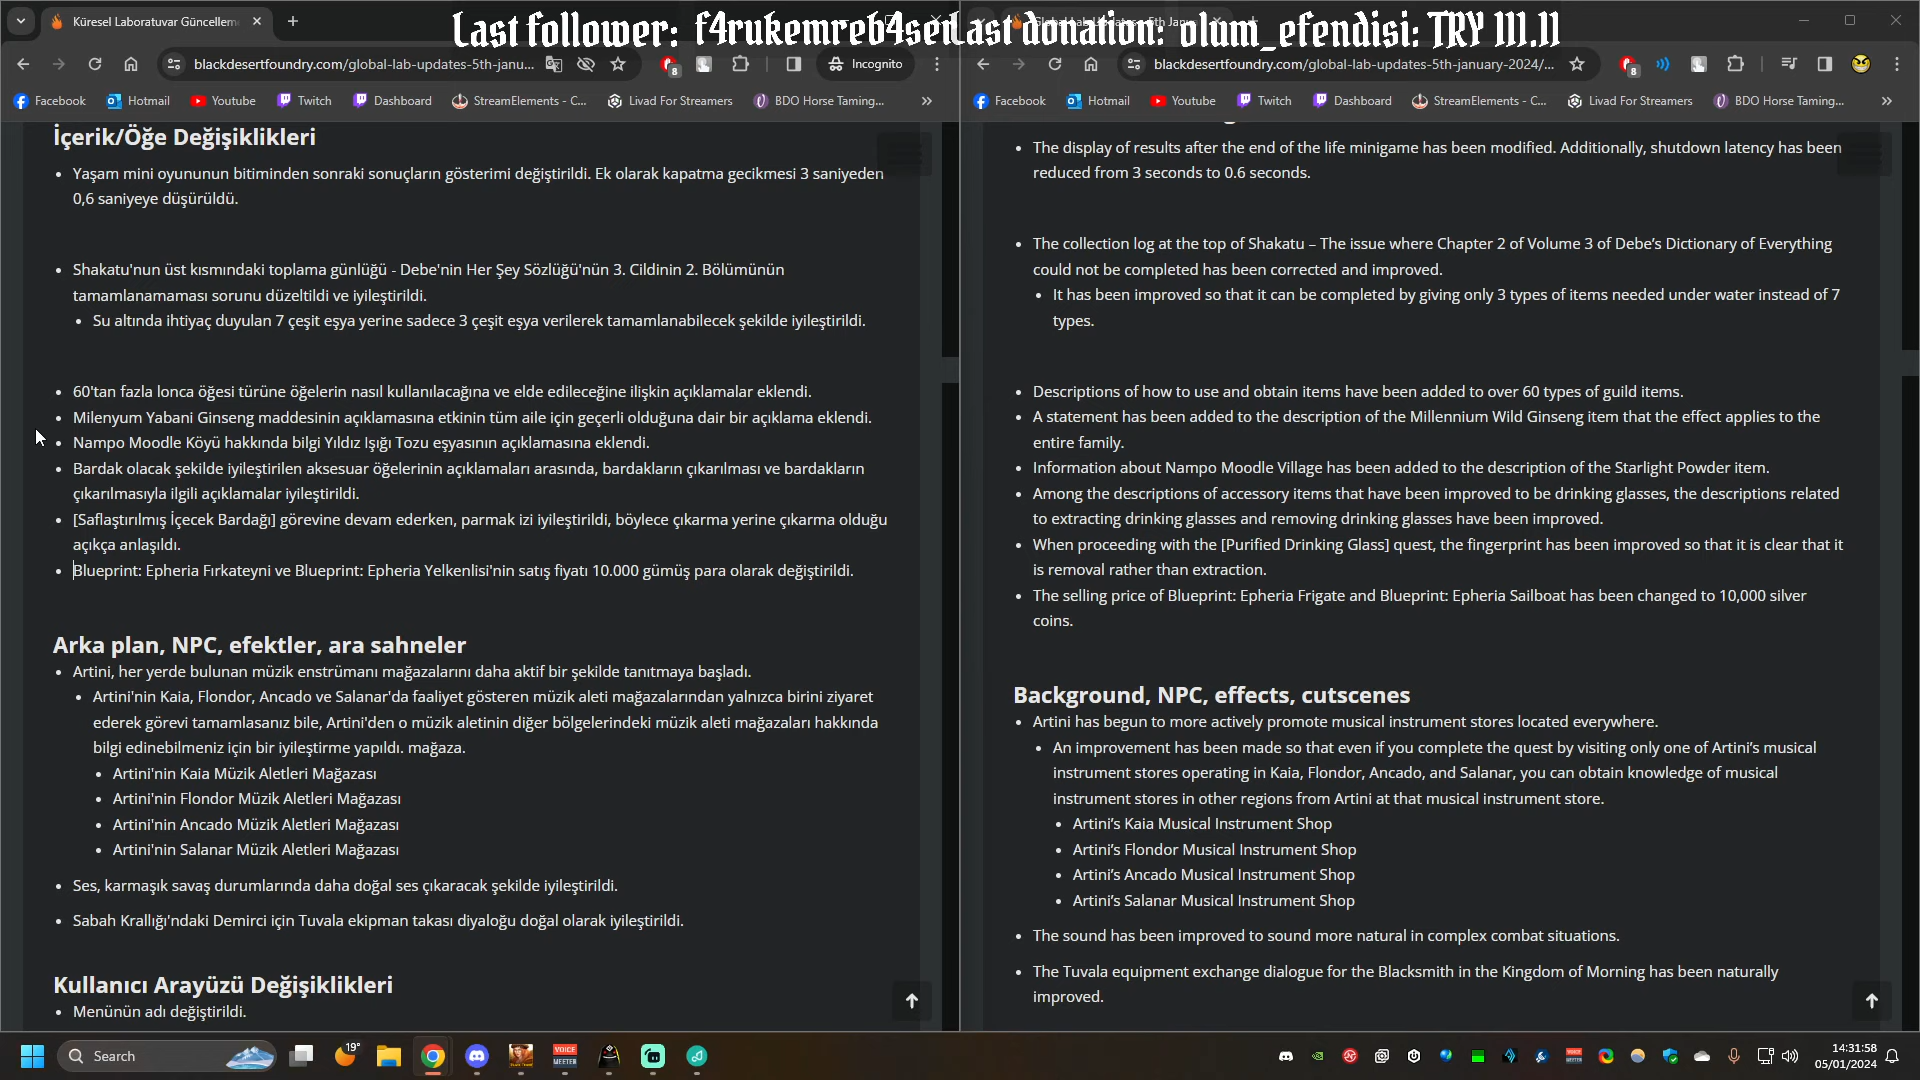 Küresel Laboratuvar Güncellem
Last follower: f4rukemreb4sen
Last donation: olum_efendisi: TRY 111.11
blackdesertfoundry.com/global-lab-updates-5th-janu...
8
Incognito
Facebook
Hotmail
Youtube
Twitch
Dashboard
StreamElements - C...
Livad For Streamers
BDO Horse Taming...
İçerik/Öğe Değişiklikleri
• Yaşam mini oyununun bitiminden sonraki sonuçların gösterimi değiştirildi. Ek olarak kapatma gecikmesi 3 saniyeden
0,6 saniyeye düşürüldü.
• Shakatu'nun üst kısmındaki toplama günlüğü - Debe'nin Her Şey Sözlüğü'nün 3. Cildinin 2. Bölümünün
tamamlanamaması sorunu düzeltildi ve iyileştirildi.
• Su altında ihtiyaç duyulan 7 çeşit eşya yerine sadece 3 çeşit eşya verilerek tamamlanabilecek şekilde iyileştirildi.
• 60'tan fazla lonca öğesi türüne öğelerin nasıl kullanılacağına ve elde edileceğine ilişkin açıklamalar eklendi.
• Milenyum Yabani Ginseng maddesinin açıklamasına etkinin tüm aile için geçerli olduğuna dair bir açıklama eklendi.
• Nampo Moodle Köyü hakkında bilgi Yıldız Işığı Tozu eşyasının açıklamasına eklendi.
• Bardak olacak şekilde iyileştirilen aksesuar öğelerinin açıklamaları arasında, bardakların çıkarılması ve bardakların
çıkarılmasıyla ilgili açıklamalar iyileştirildi.
• [Saflaştırılmış İçecek Bardağı] görevine devam ederken, parmak izi iyileştirildi, böylece çıkarma yerine çıkarma olduğu
açıkça anlaşıldı.
• Blueprint: Epheria Fırkateyni ve Blueprint: Epheria Yelkenlisi'nin satış fiyatı 10.000 gümüş para olarak değiştirildi.
Arka plan, NPC, efektler, ara sahneler
• Artini, her yerde bulunan müzik enstrümanı mağazalarını daha aktif bir şekilde tanıtmaya başladı.
• Artini'nin Kaia, Flondor, Ancado ve Salanar'da faaliyet gösteren müzik aleti mağazalarından yalnızca birini ziyaret
ederek görevi tamamlasanız bile, Artini'den o müzik aletinin diğer bölgelerindeki müzik aleti mağazaları hakkında
bilgi edinebilmeniz için bir iyileştirme yapıldı. mağaza.
• Artini'nin Kaia Müzik Aletleri Mağazası
• Artini'nin Flondor Müzik Aletleri Mağazası
• Artini'nin Ancado Müzik Aletleri Mağazası
• Artini'nin Salanar Müzik Aletleri Mağazası
• Ses, karmaşık savaş durumlarında daha doğal ses çıkaracak şekilde iyileştirildi.
• Sabah Krallığı'ndaki Demirci için Tuvala ekipman takası diyaloğu doğal olarak iyileştirildi.
Kullanıcı Arayüzü Değişiklikleri
• Menünün adı değiştirildi.
blackdesertfoundry.com/global-lab-updates-5th-january-2024/...
8
Facebook
Hotmail
Youtube
Twitch
Dashboard
StreamElements - C...
Livad For Streamers
BDO Horse Taming...
• The display of results after the end of the life minigame has been modified. Additionally, shutdown latency has been
reduced from 3 seconds to 0.6 seconds.
• The collection log at the top of Shakatu – The issue where Chapter 2 of Volume 3 of Debe’s Dictionary of Everything
could not be completed has been corrected and improved.
• It has been improved so that it can be completed by giving only 3 types of items needed under water instead of 7
types.
• Descriptions of how to use and obtain items have been added to over 60 types of guild items.
• A statement has been added to the description of the Millennium Wild Ginseng item that the effect applies to the
entire family.
• Information about Nampo Moodle Village has been added to the description of the Starlight Powder item.
• Among the descriptions of accessory items that have been improved to be drinking glasses, the descriptions related
to extracting drinking glasses and removing drinking glasses have been improved.
• When proceeding with the [Purified Drinking Glass] quest, the fingerprint has been improved so that it is clear that it
is removal rather than extraction.
• The selling price of Blueprint: Epheria Frigate and Blueprint: Epheria Sailboat has been changed to 10,000 silver
coins.
Background, NPC, effects, cutscenes
• Artini has begun to more actively promote musical instrument stores located everywhere.
• An improvement has been made so that even if you complete the quest by visiting only one of Artini’s musical
instrument stores operating in Kaia, Flondor, Ancado, and Salanar, you can obtain knowledge of musical
instrument stores in other regions from Artini at that musical instrument store.
• Artini’s Kaia Musical Instrument Shop
• Artini’s Flondor Musical Instrument Shop
• Artini’s Ancado Musical Instrument Shop
• Artini’s Salanar Musical Instrument Shop
• The sound has been improved to sound more natural in complex combat situations.
• The Tuvala equipment exchange dialogue for the Blacksmith in the Kingdom of Morning has been naturally
improved.
Search
19°
VOICE
MEETER
14:31:58
05/01/2024